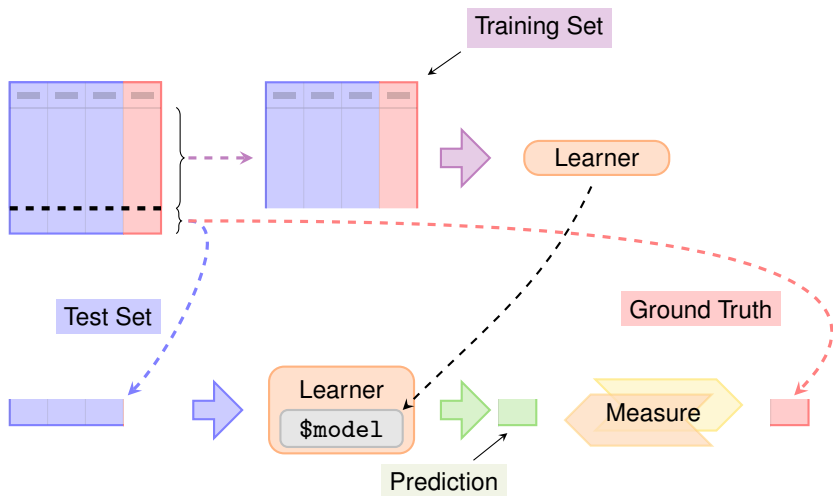 Training Set
Learner
Test Set
Ground Truth
Learner
$model
Measure
Prediction